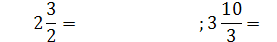 2 3/2 = ; 3 10/3 =